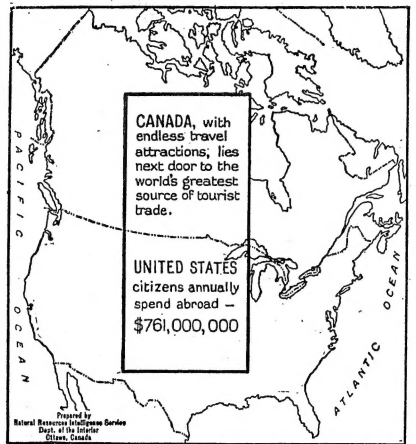 CANADA, with
endless travel
attractions, lies
next door to the
world's greatest
source of tourist
trade.
UNITED STATES
citizens annually
spend abroad —
$761,000,000
PACIFIC OCEAN
ATLANTIC OCEAN
Prepared by
Natural Resources Intelligence Service
Dept. of the Interior
Ottawa, Canada